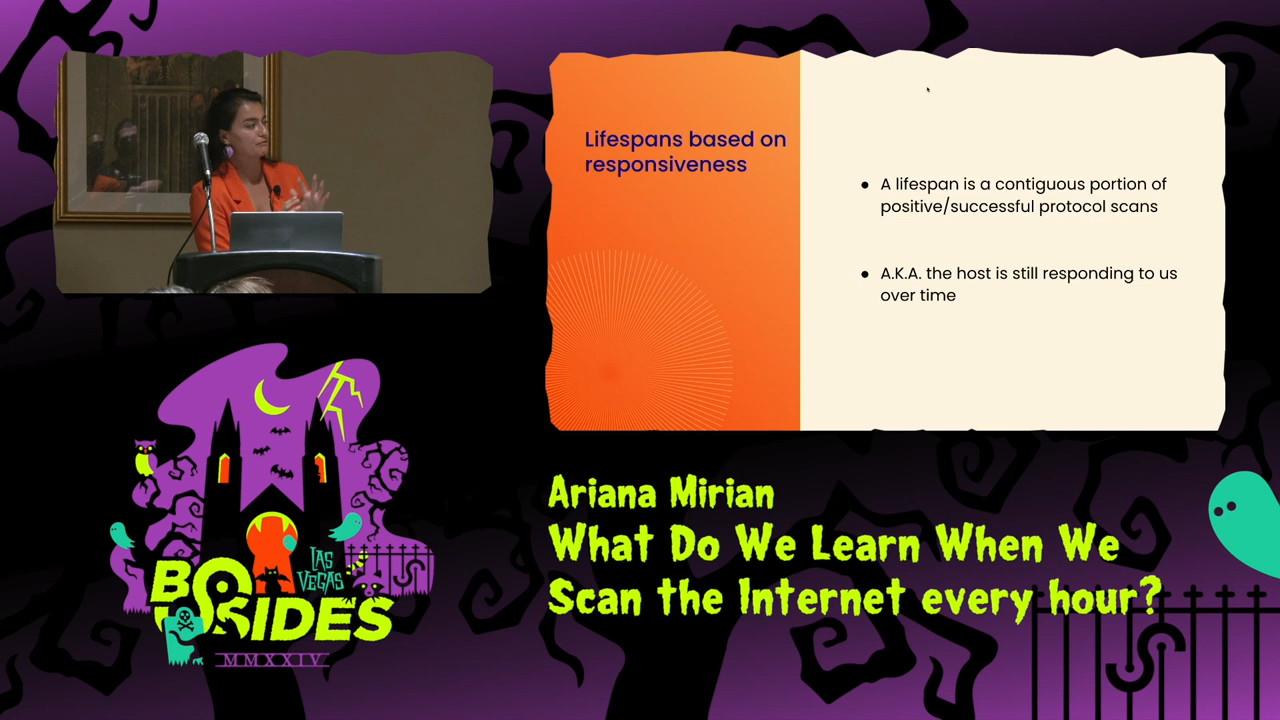 Lifespans based on
responsiveness
● A lifespan is a contiguous portion of
positive/successful protocol scans
● A.K.A. the host is still responding to us
over time
LAS
VEGAS
BSIDES
MMXXIV
Ariana Mirian
What Do We Learn When We
Scan the Internet every hour?